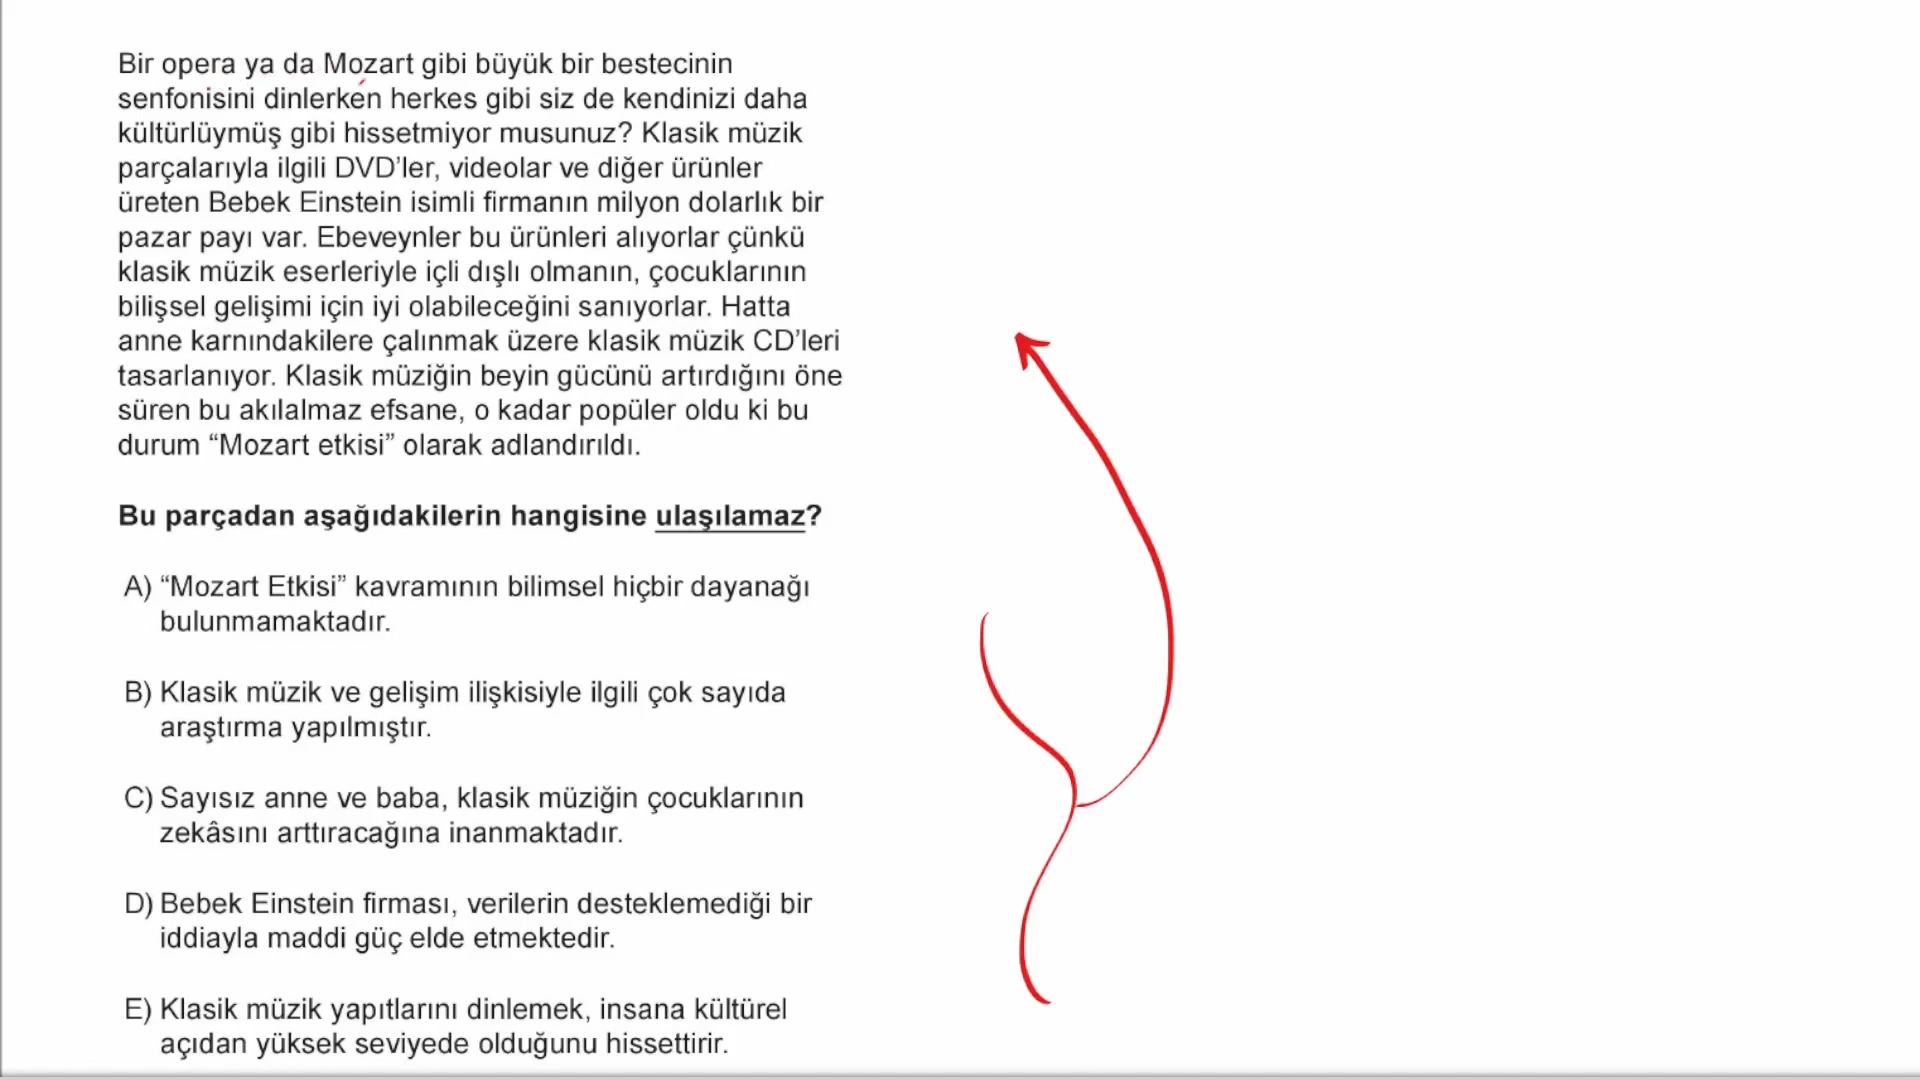 Bir opera ya da Mozart gibi büyük bir bestecinin
senfonisini dinlerken herkes gibi siz de kendinizi daha
kültürlüymüş gibi hissetmiyor musunuz? Klasik müzik
parçalarıyla ilgili DVD’ler, videolar ve diğer ürünler
üreten Bebek Einstein isimli firmanın milyon dolarlık bir
pazar payı var. Ebeveynler bu ürünleri alıyorlar çünkü
klasik müzik eserleriyle içli dışlı olmanın, çocuklarının
bilişsel gelişimi için iyi olabileceğini sanıyorlar. Hatta
anne karnındakilere çalınmak üzere klasik müzik CD’leri
tasarlanıyor. Klasik müziğin beyin gücünü artırdığını öne
süren bu akılalmaz efsane, o kadar popüler oldu ki bu
durum “Mozart etkisi” olarak adlandırıldı.
Bu parçadan aşağıdakilerin hangisine ulaşılamaz?
A) “Mozart Etkisi” kavramının bilimsel hiçbir dayanağı
bulunmamaktadır.
B) Klasik müzik ve gelişim ilişkisiyle ilgili çok sayıda
araştırma yapılmıştır.
C) Sayısız anne ve baba, klasik müziğin çocuklarının
zekâsını arttıracağına inanmaktadır.
D) Bebek Einstein firması, verilerin desteklemediği bir
iddiayla maddi güç elde etmektedir.
E) Klasik müzik yapıtlarını dinlemek, insana kültürel
açıdan yüksek seviyede olduğunu hissettirir.